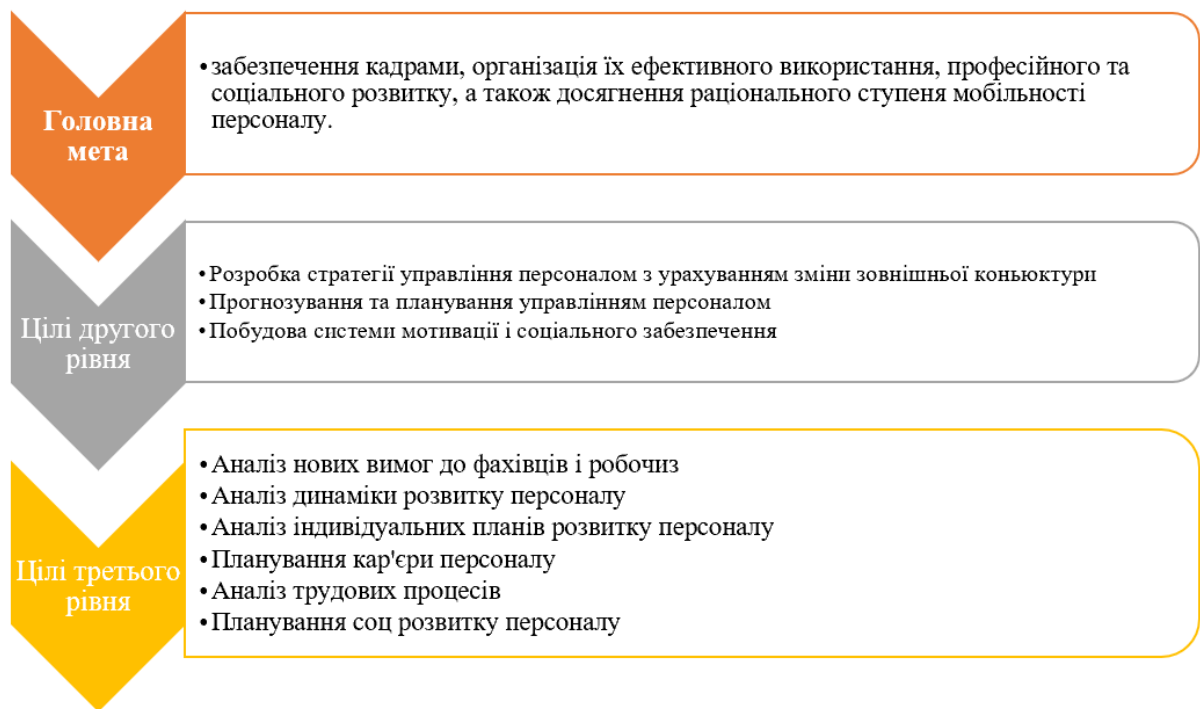 Головна
мета
•забезпечення кадрами, організація їх ефективного використання, професійного та
соціального розвитку, а також досягнення раціонального ступеня мобільності
персоналу.
Цілі другого
рівня
•Розробка стратегії управління персоналом з урахуванням зміни зовнішньої коньюктури
•Прогнозування та планування управлінням персоналом
•Побудова системи мотивації і соціального забезпечення
Цілі третього
рівня
•Аналіз нових вимог до фахівців і робочиз
•Аналіз динаміки розвитку персоналу
•Аналіз індивідуальних планів розвитку персоналу
•Планування кар'єри персоналу
•Аналіз трудових процесів
•Планування соц розвитку персоналу